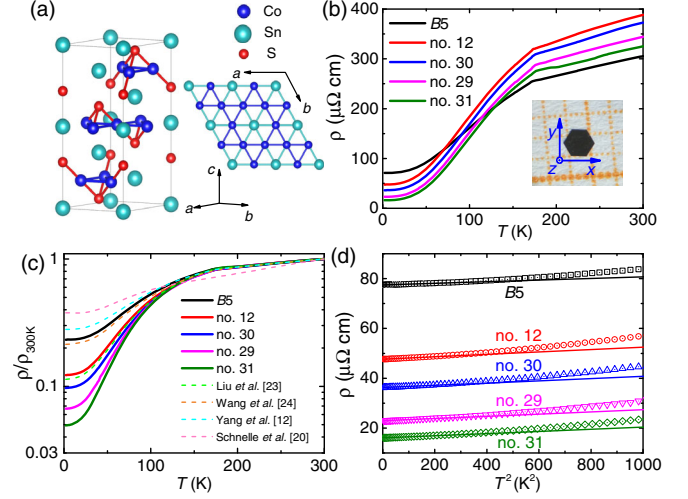 (a)
Co
Sn
S
a
b
c
a
b
(b)
400
300
200
100
0
ρ (μΩ cm)
B5
no. 12
no. 30
no. 29
no. 31
y
z
x
0
100
200
300
T (K)
(c)
1
0.1
0.03
ρ/ρ300K
B5
no. 12
no. 30
no. 29
no. 31
Liu et al. [23]
Wang et al. [24]
Yang et al. [12]
Schnelle et al. [20]
0
100
200
300
T (K)
(d)
80
60
40
20
0
ρ (μΩ cm)
B5
no. 12
no. 30
no. 29
no. 31
0
200
400
600
800
1000
T² (K²)